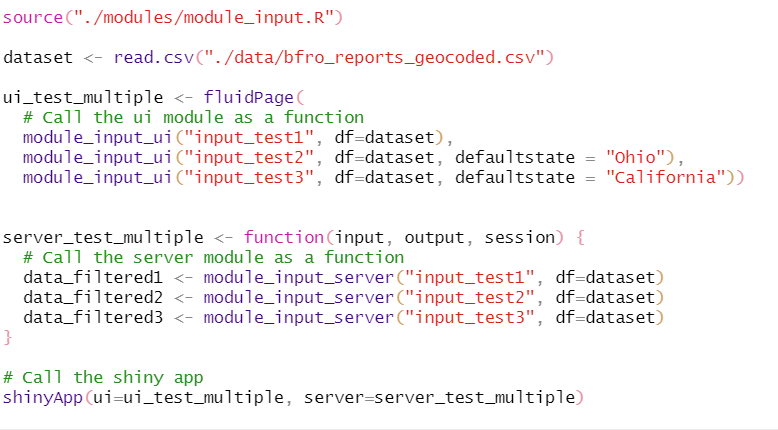 source("./modules/module_input.R")
dataset <- read.csv("./data/bfro_reports_geocoded.csv")
ui_test_multiple <- fluidPage(
# Call the ui module as a function
module_input_ui("input_test1", df=dataset),
module_input_ui("input_test2", df=dataset, defaultstate = "Ohio"),
module_input_ui("input_test3", df=dataset, defaultstate = "California"))
server_test_multiple <- function(input, output, session) {
# Call the server module as a function
data_filtered1 <- module_input_server("input_test1", df=dataset)
data_filtered2 <- module_input_server("input_test2", df=dataset)
data_filtered3 <- module_input_server("input_test3", df=dataset)
}
# Call the shiny app
shinyApp(ui=ui_test_multiple, server=server_test_multiple)